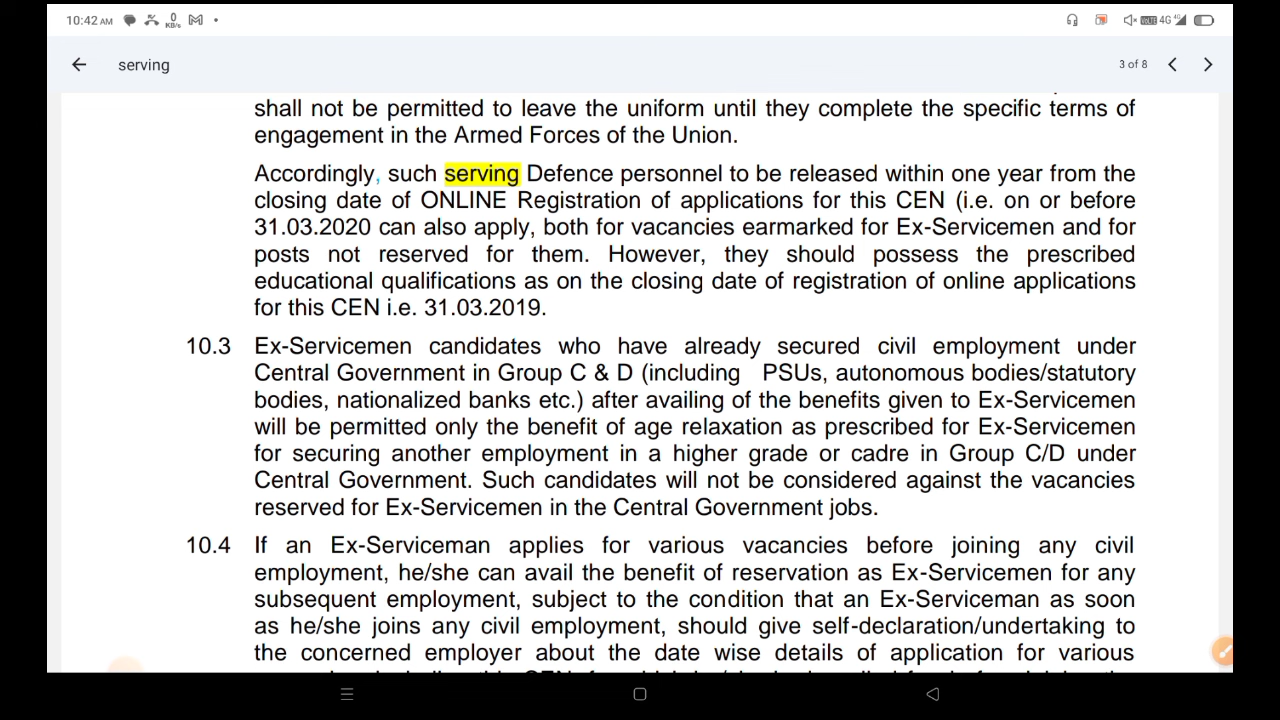 10:42 AM 0 KB/s 4G
serving 3 of 8
shall not be permitted to leave the uniform until they complete the specific terms of
engagement in the Armed Forces of the Union.
Accordingly, such serving Defence personnel to be released within one year from the
closing date of ONLINE Registration of applications for this CEN (i.e. on or before
31.03.2020 can also apply, both for vacancies earmarked for Ex-Servicemen and for
posts not reserved for them. However, they should possess the prescribed
educational qualifications as on the closing date of registration of online applications
for this CEN i.e. 31.03.2019.
10.3 Ex-Servicemen candidates who have already secured civil employment under
Central Government in Group C & D (including PSUs, autonomous bodies/statutory
bodies, nationalized banks etc.) after availing of the benefits given to Ex-Servicemen
will be permitted only the benefit of age relaxation as prescribed for Ex-Servicemen
for securing another employment in a higher grade or cadre in Group C/D under
Central Government. Such candidates will not be considered against the vacancies
reserved for Ex-Servicemen in the Central Government jobs.
10.4 If an Ex-Serviceman applies for various vacancies before joining any civil
employment, he/she can avail the benefit of reservation as Ex-Servicemen for any
subsequent employment, subject to the condition that an Ex-Serviceman as soon
as he/she joins any civil employment, should give self-declaration/undertaking to
the concerned employer about the date wise details of application for various